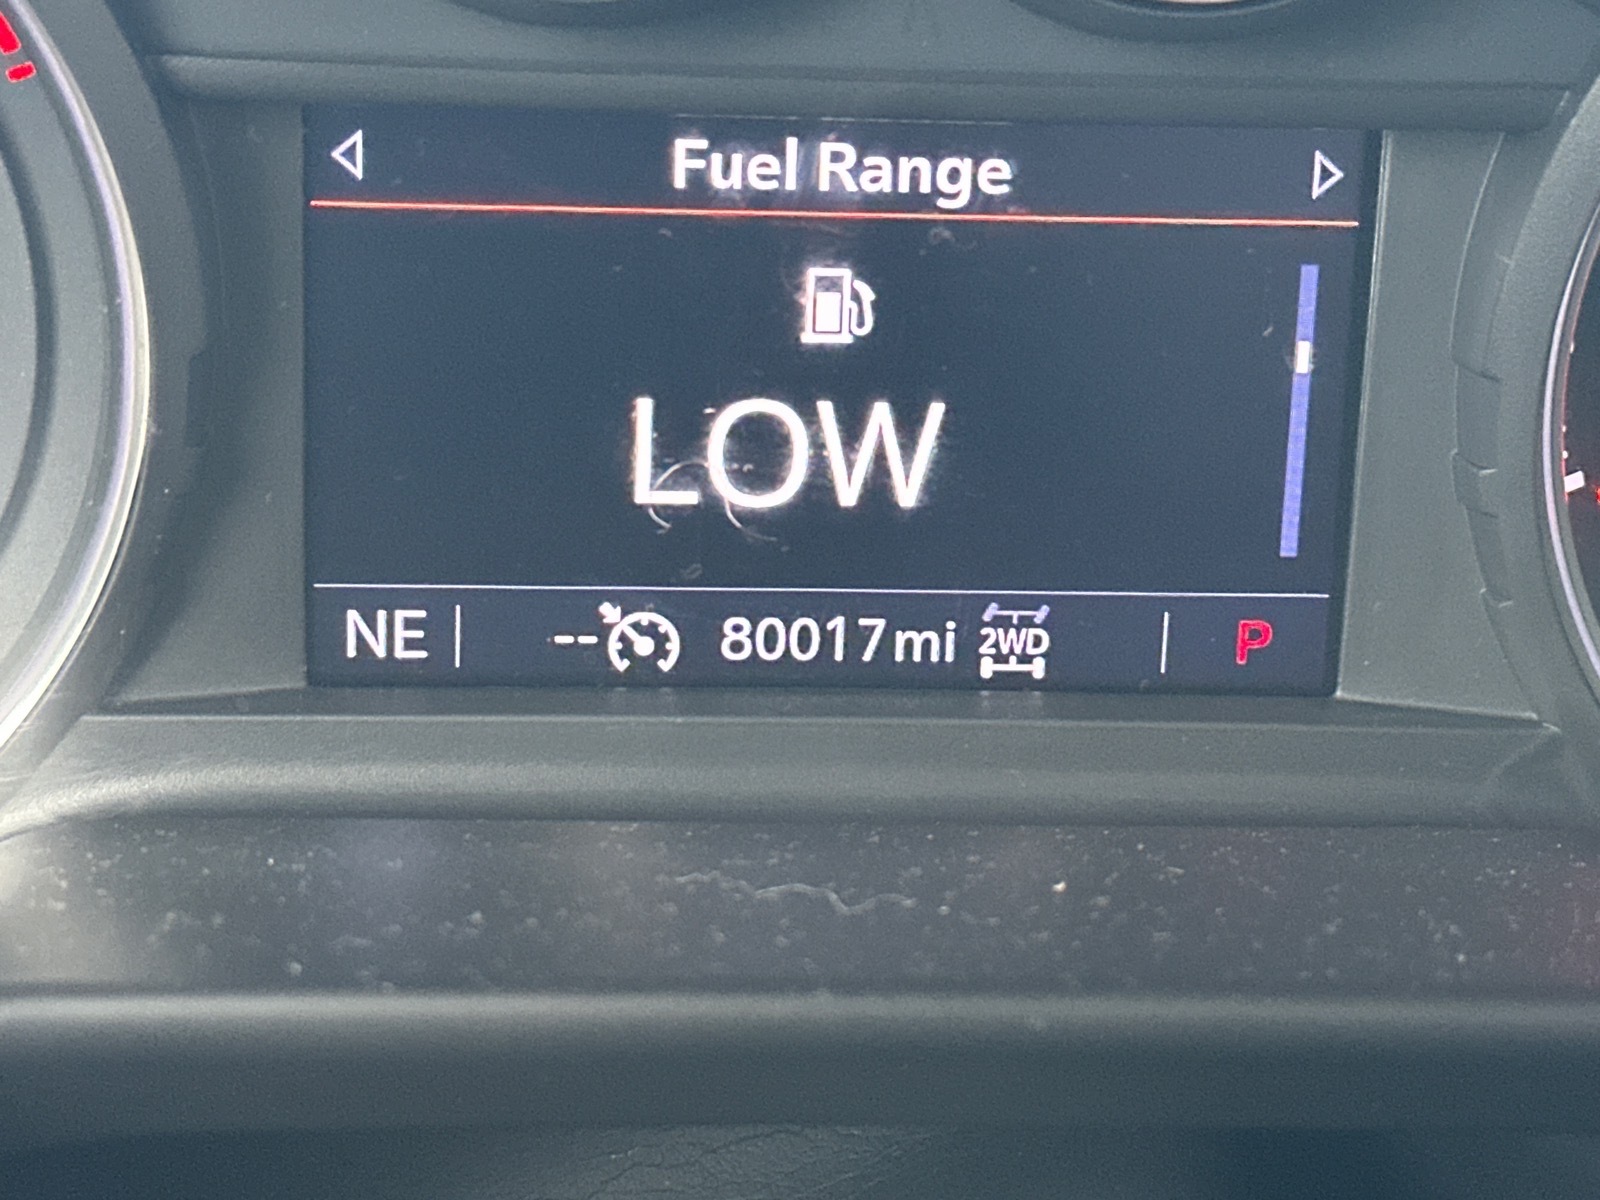 Fuel Range
LOW
NE -- 80017mi 2WD P